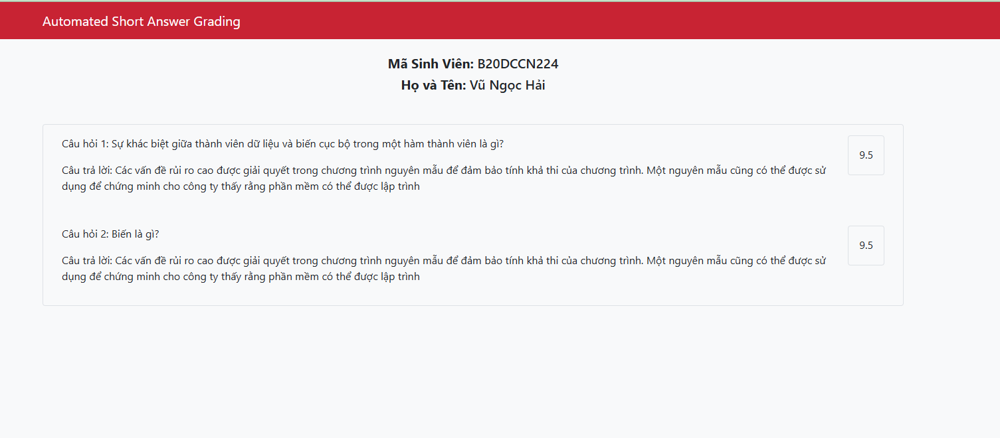 Automated Short Answer Grading
Mã Sinh Viên: B20DCCN224
Họ và Tên: Vũ Ngọc Hải
Câu hỏi 1: Sự khác biệt giữa thành viên dữ liệu và biến cục bộ trong một hàm thành viên là gì?
9.5
Câu trả lời: Các vấn đề rủi ro cao được giải quyết trong chương trình nguyên mẫu để đảm bảo tính khả thi của chương trình. Một nguyên mẫu cũng có thể được sử
dụng để chứng minh cho công ty thấy rằng phần mềm có thể được lập trình
Câu hỏi 2: Biến là gì?
9.5
Câu trả lời: Các vấn đề rủi ro cao được giải quyết trong chương trình nguyên mẫu để đảm bảo tính khả thi của chương trình. Một nguyên mẫu cũng có thể được sử
dụng để chứng minh cho công ty thấy rằng phần mềm có thể được lập trình